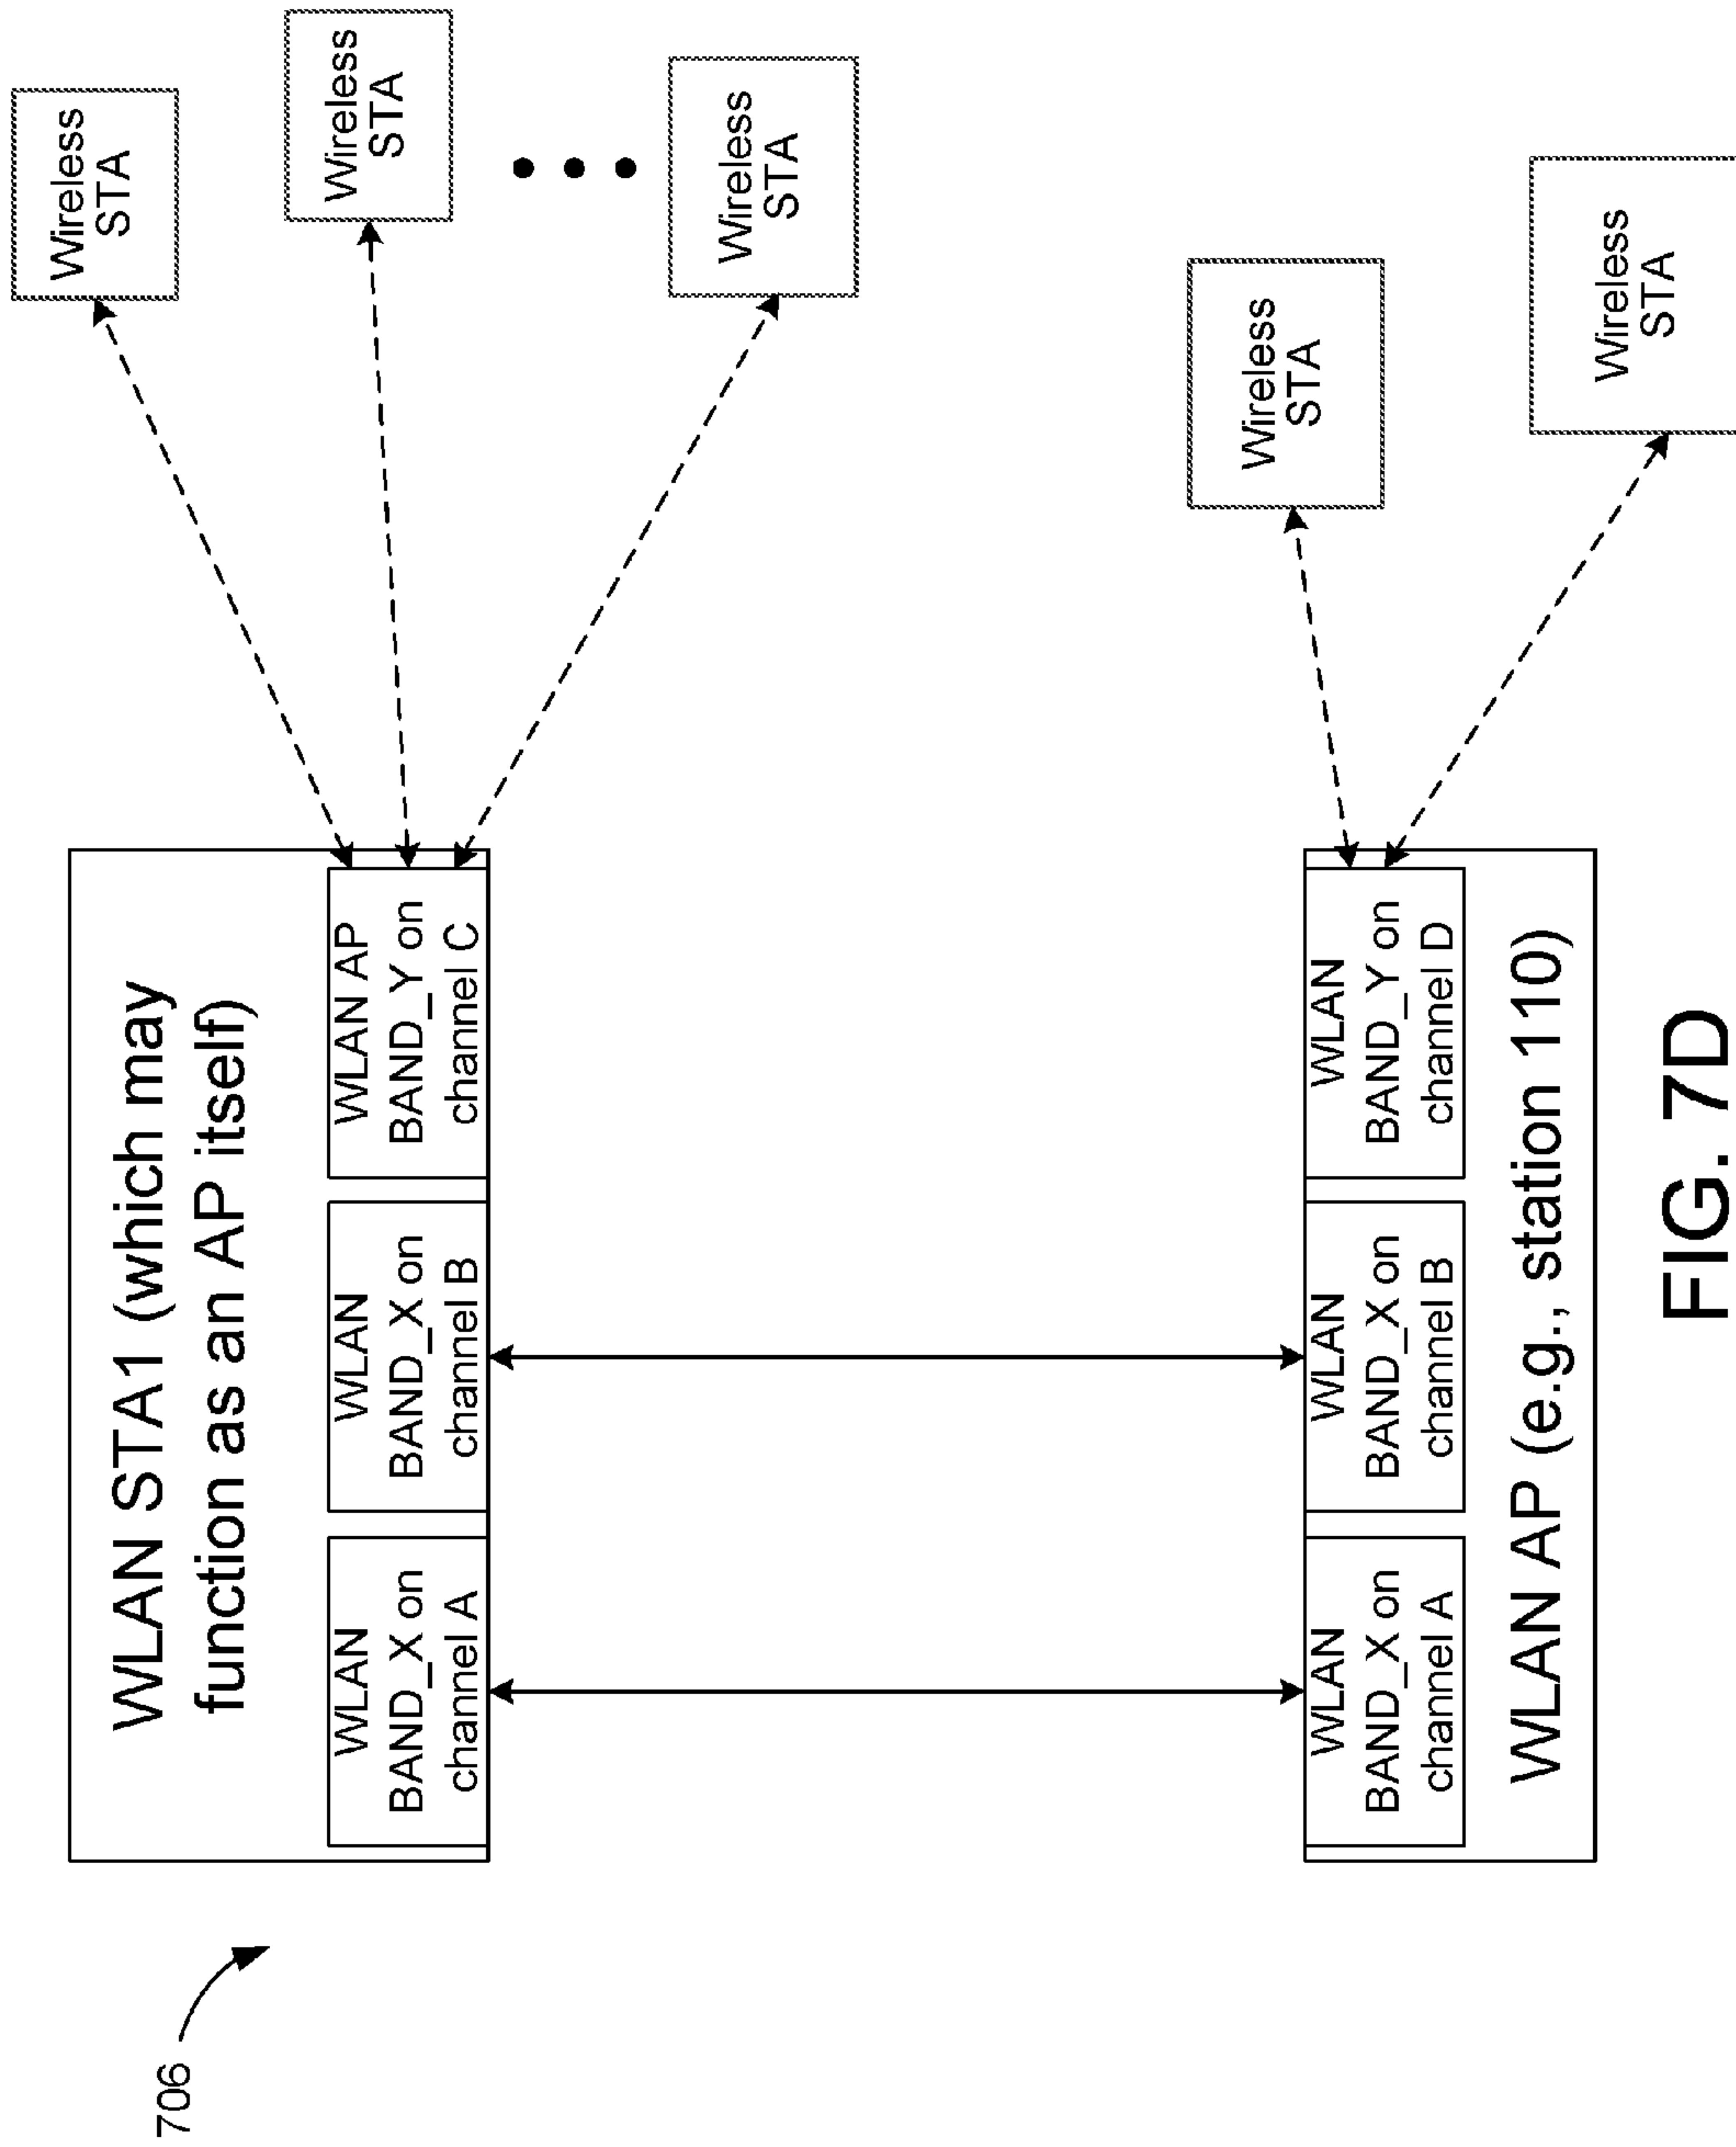 706
WLAN STA1 (which may
function as an AP itself)
WLAN
BAND_X on
channel A
WLAN
BAND_X on
channel B
WLAN AP
BAND_Y on
channel C
Wireless
STA
Wireless
STA
Wireless
STA
WLAN
BAND_X on
channel A
WLAN
BAND_X on
channel B
WLAN
BAND_Y on
channel D
WLAN AP (e.g., station 110)
Wireless
STA
Wireless
STA
FIG. 7D